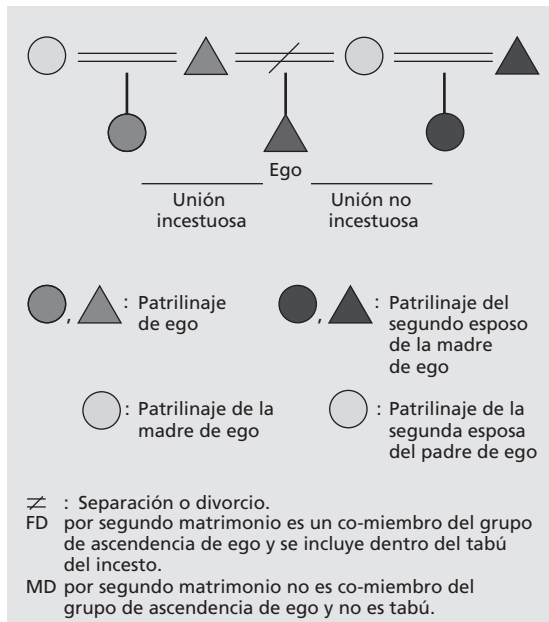 Ego
Unión
incestuosa
Unión no
incestuosa
, : Patrilinaje
de ego
, : Patrilinaje del
segundo esposo
de la madre
de ego
: Patrilinaje de la
madre de ego
: Patrilinaje de la
segunda esposa
del padre de ego
≠ : Separación o divorcio.
FD por segundo matrimonio es un co-miembro del grupo
de ascendencia de ego y se incluye dentro del tabú
del incesto.
MD por segundo matrimonio no es co-miembro del
grupo de ascendencia de ego y no es tabú.